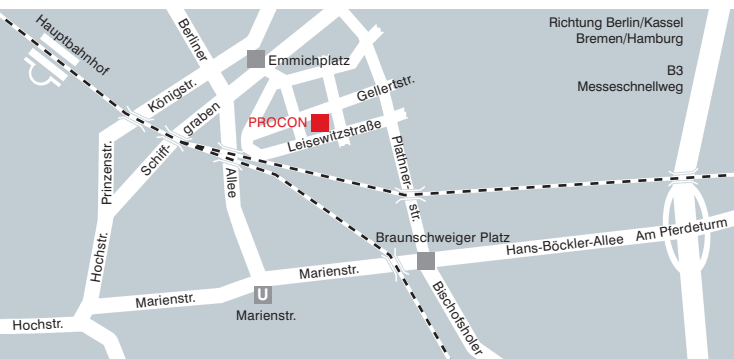 Hauptbahnhof
Berliner
Allee
Richtung Berlin/Kassel
Bremen/Hamburg
B3
Messeschnellweg
Emmichplatz
Königstr.
Gellertstr.
Schiff-
graben
PROCON
Leisewitzstraße
Prinzenstr.
Plathner-
str.
Hochstr.
Braunschweiger Platz
Hans-Böckler-Allee
Am Pferdeturm
Marienstr.
Marienstr.
U
Marienstr.
Hochstr.
Bischofsholer